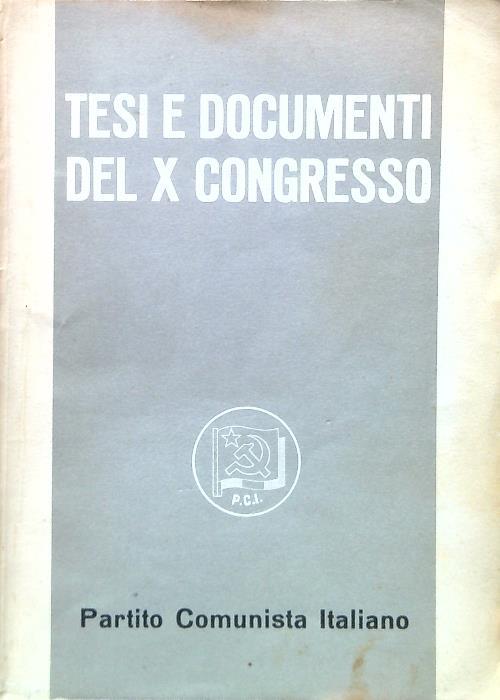 TESI E DOCUMENTI
DEL X CONGRESSO
P.C.I.
Partito Comunista Italiano